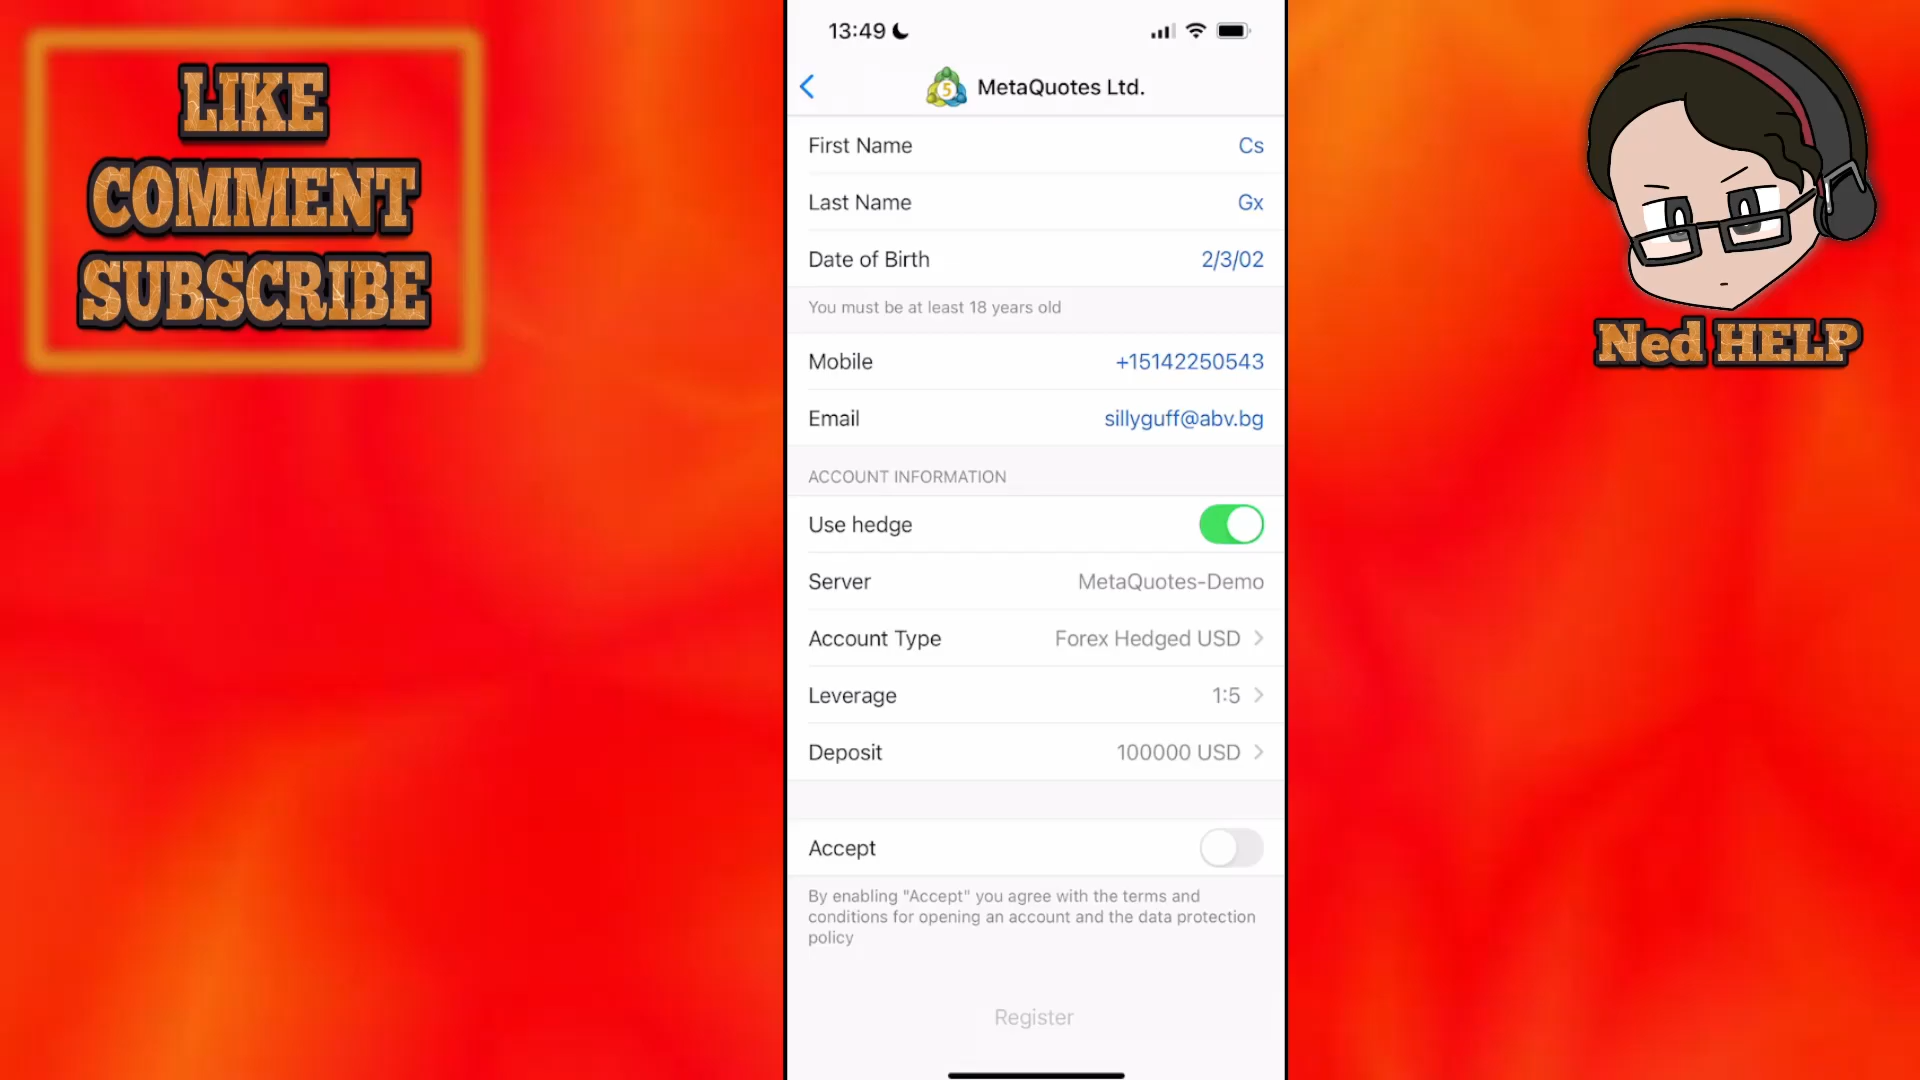 LIKE
COMMENT
SUBSCRIBE
13:49
5
MetaQuotes Ltd.
First Name Cs
Last Name Gx
Date of Birth 2/3/02
You must be at least 18 years old
Mobile +15142250543
Email sillyguff@abv.bg
ACCOUNT INFORMATION
Use hedge
Server MetaQuotes-Demo
Account Type Forex Hedged USD
Leverage 1:5
Deposit 100000 USD
Accept
By enabling "Accept" you agree with the terms and
conditions for opening an account and the data protection
policy
Register
Ned HELP